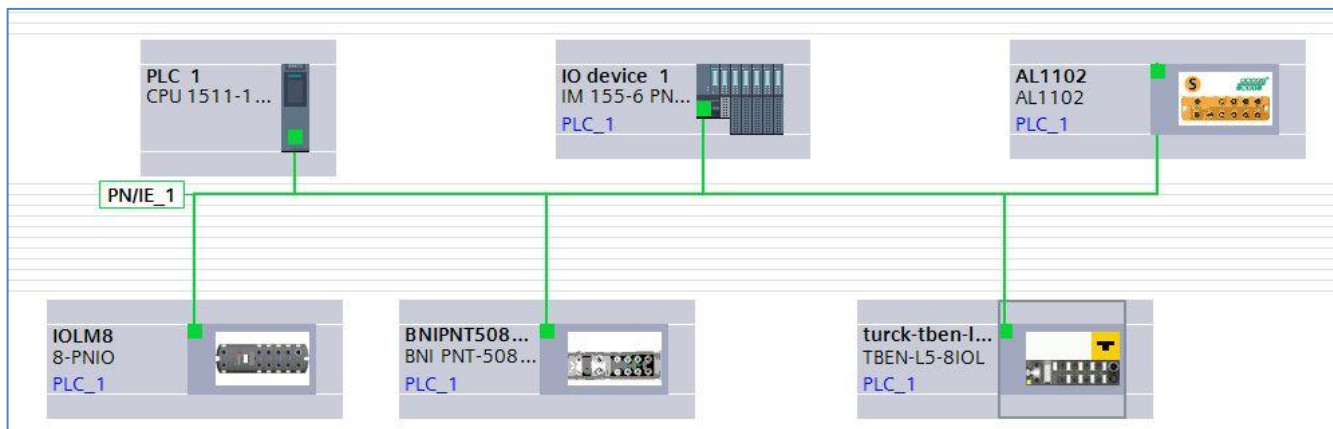 PLC_1
CPU 1511-1...
IO device_1
IM 155-6 PN...
PLC_1
AL1102
AL1102
PLC_1
PN/IE_1
IOLM8
8-PNIO
PLC_1
BNIPNT508...
BNI PNT-508...
PLC_1
turck-tben-l...
TBEN-L5-8IOL
PLC_1